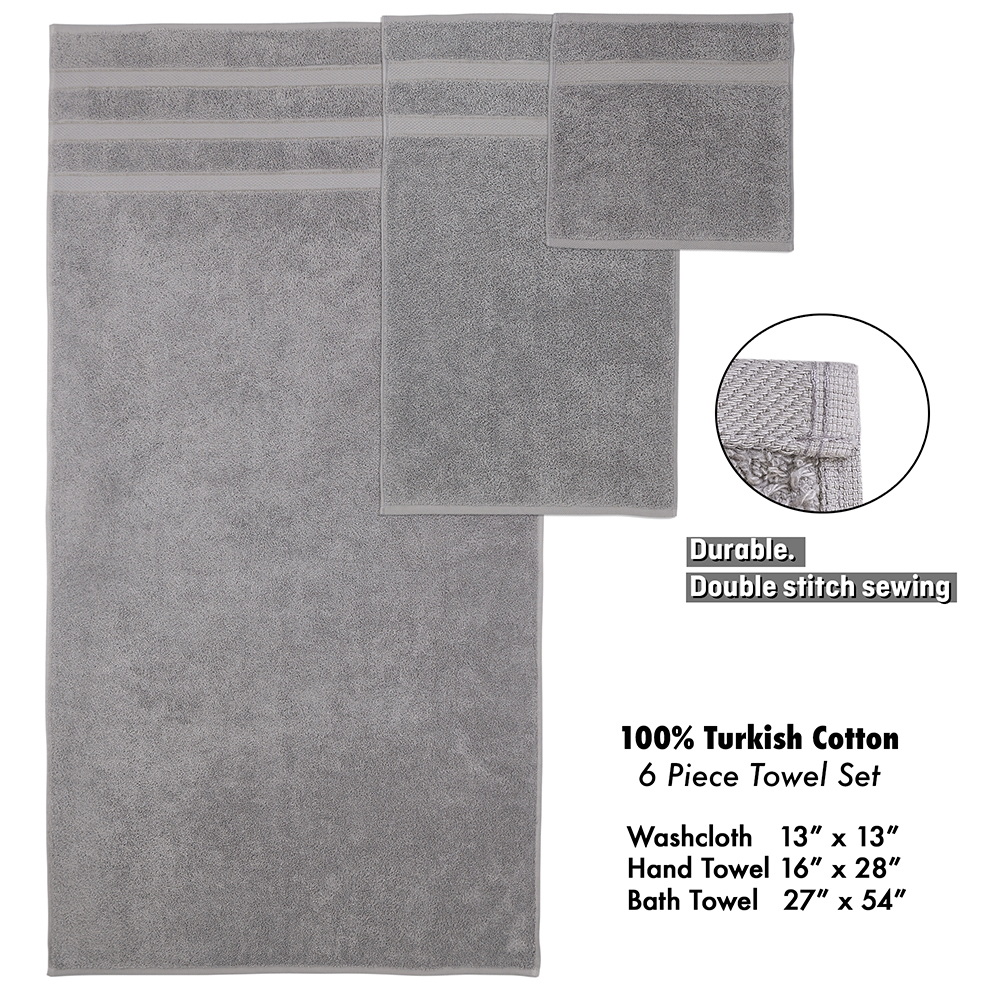 Durable.
Double stitch sewing
100% Turkish Cotton
6 Piece Towel Set
Washcloth 13” x 13”
Hand Towel 16” x 28”
Bath Towel 27” x 54”